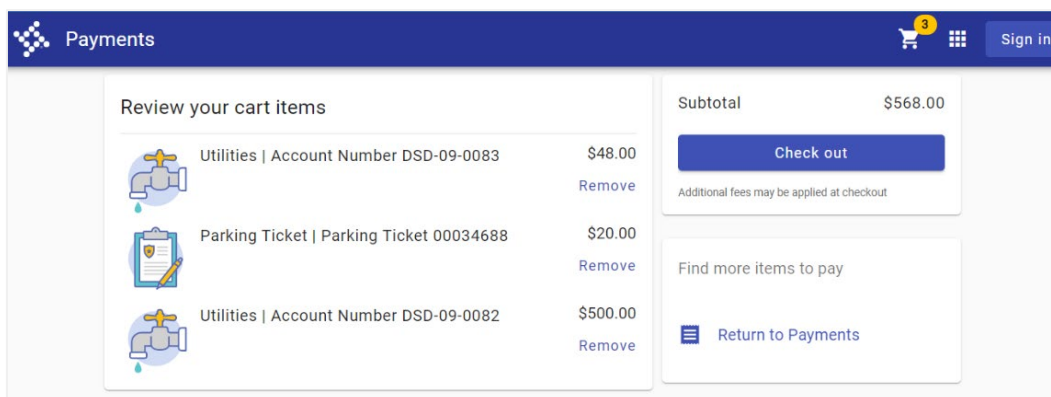 Payments
3
Sign in
Review your cart items
Utilities | Account Number DSD-09-0083
$48.00
Remove
Parking Ticket | Parking Ticket 00034688
$20.00
Remove
Utilities | Account Number DSD-09-0082
$500.00
Remove
Subtotal
$568.00
Check out
Additional fees may be applied at checkout
Find more items to pay
Return to Payments